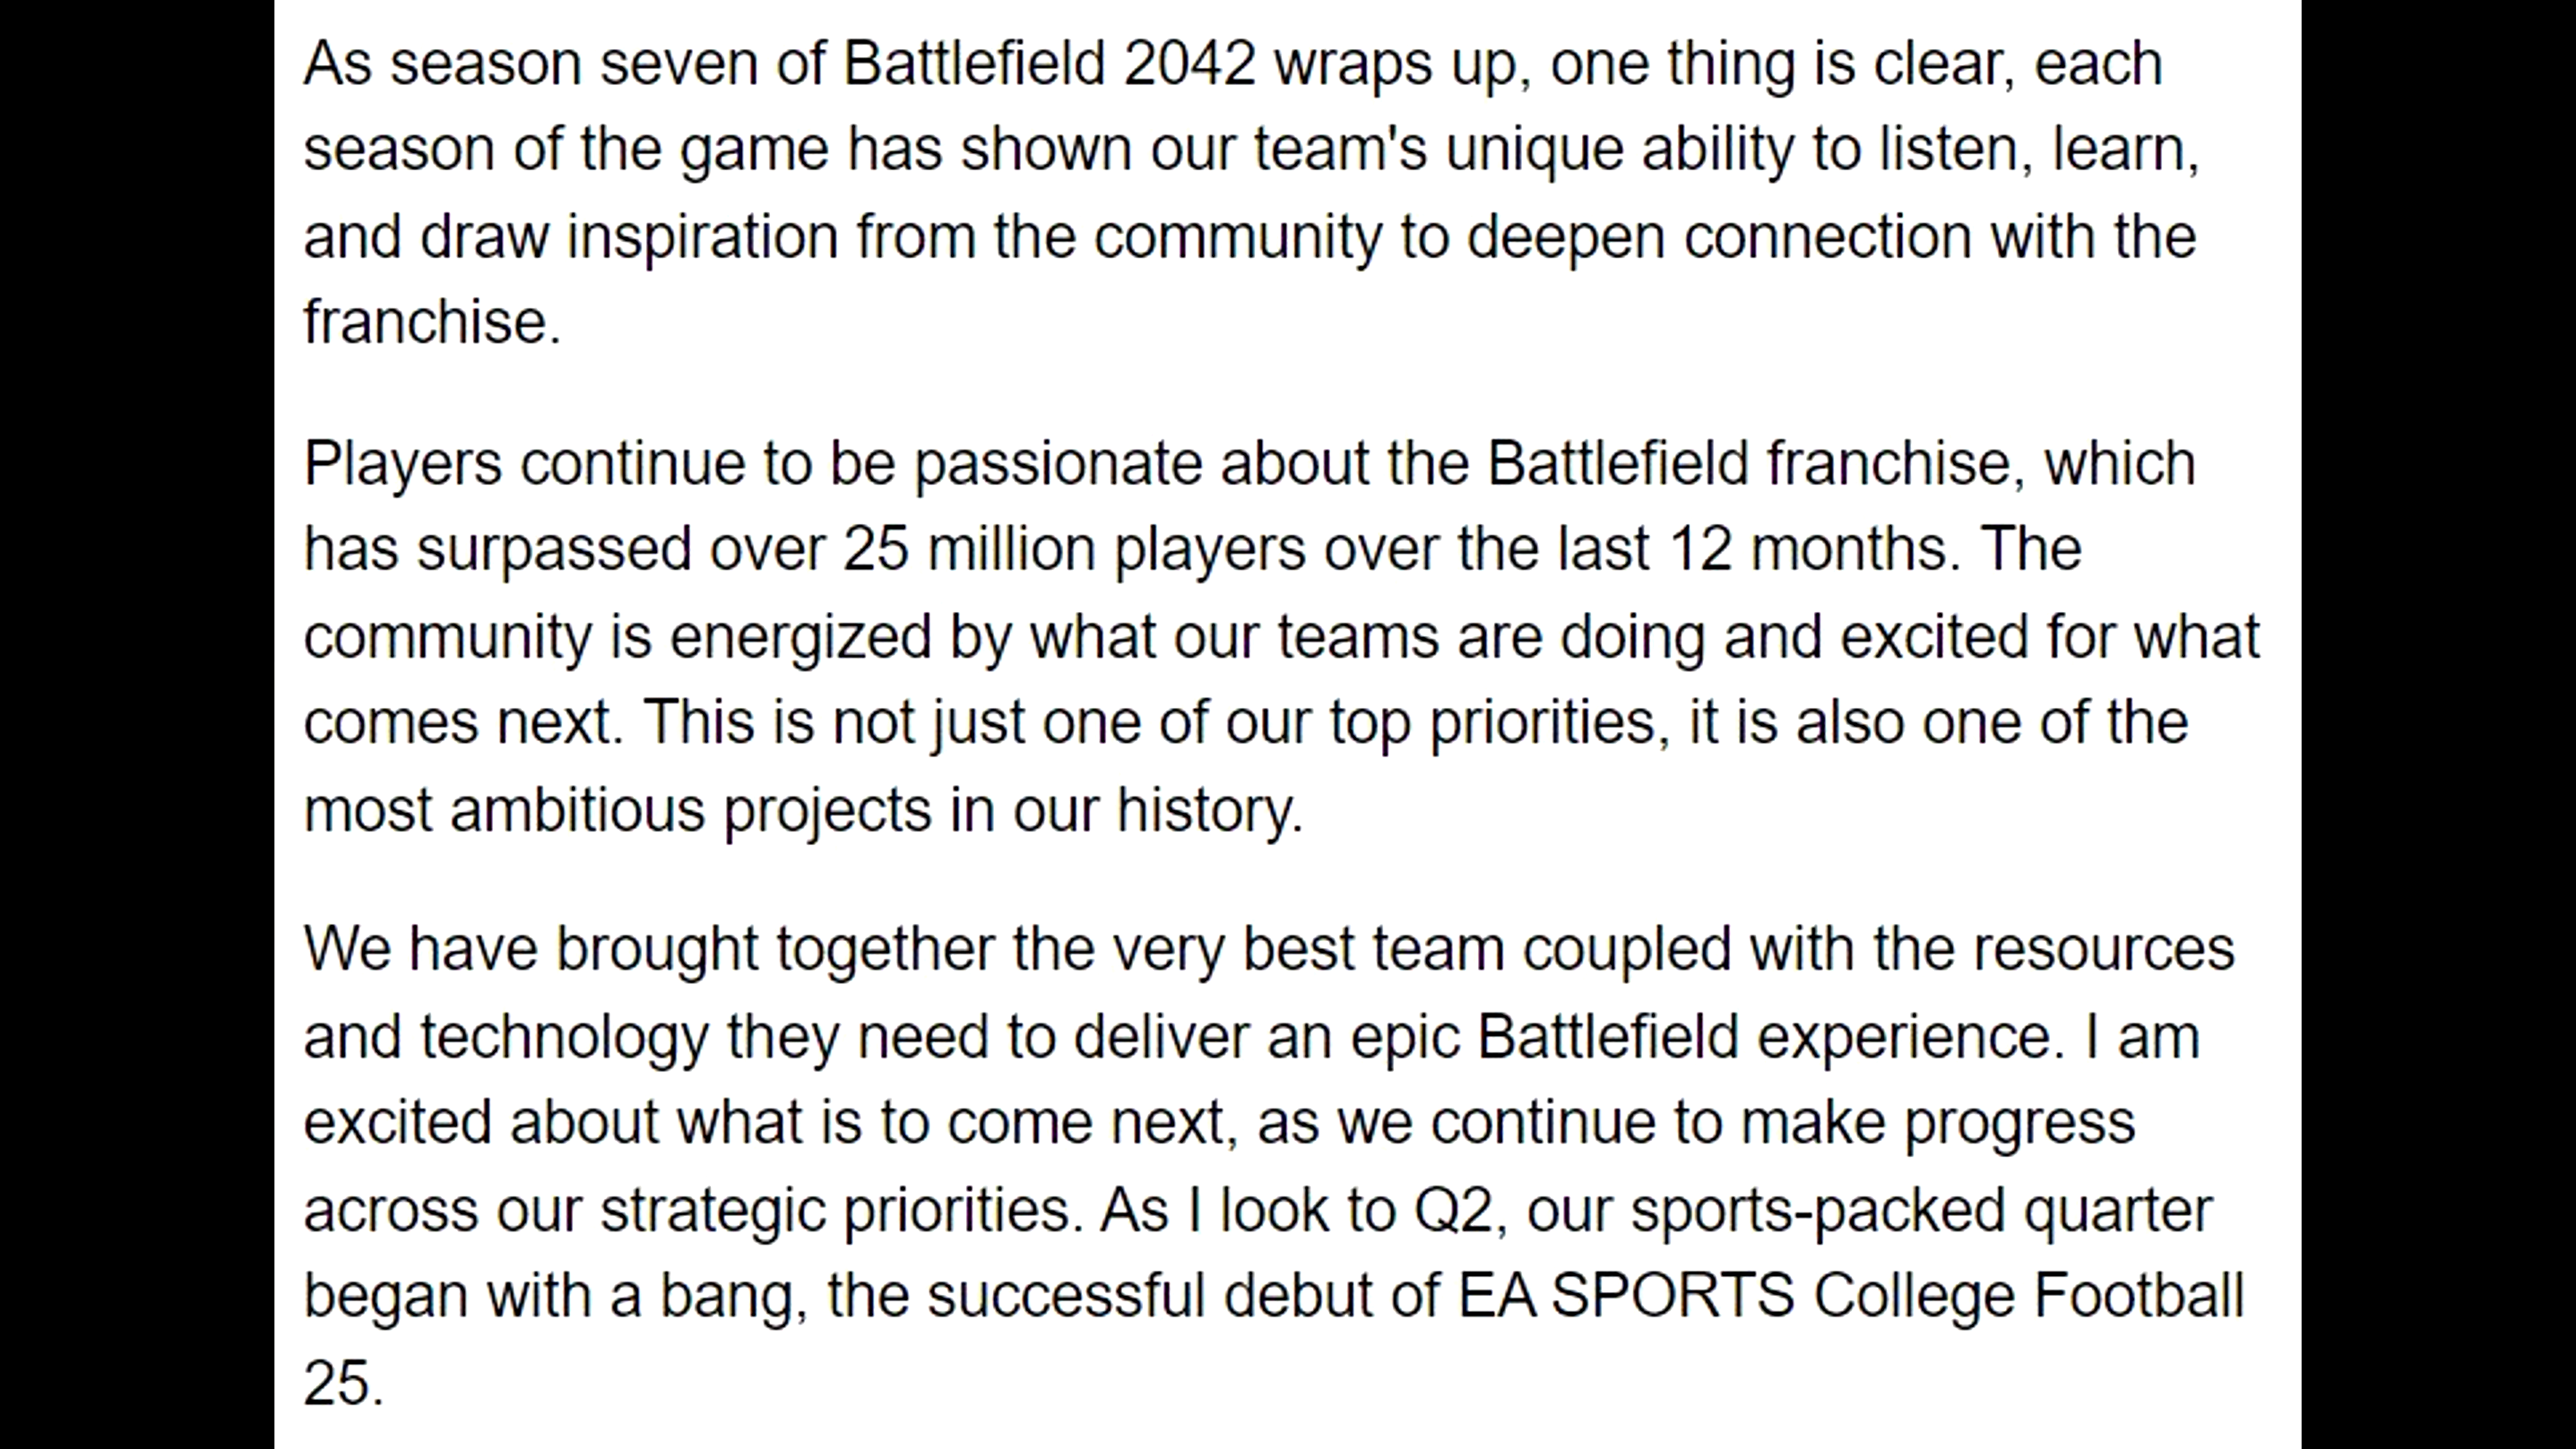 As season seven of Battlefield 2042 wraps up, one thing is clear, each
season of the game has shown our team's unique ability to listen, learn,
and draw inspiration from the community to deepen connection with the
franchise.
Players continue to be passionate about the Battlefield franchise, which
has surpassed over 25 million players over the last 12 months. The
community is energized by what our teams are doing and excited for what
comes next. This is not just one of our top priorities, it is also one of the
most ambitious projects in our history.
We have brought together the very best team coupled with the resources
and technology they need to deliver an epic Battlefield experience. I am
excited about what is to come next, as we continue to make progress
across our strategic priorities. As I look to Q2, our sports-packed quarter
began with a bang, the successful debut of EA SPORTS College Football
25.